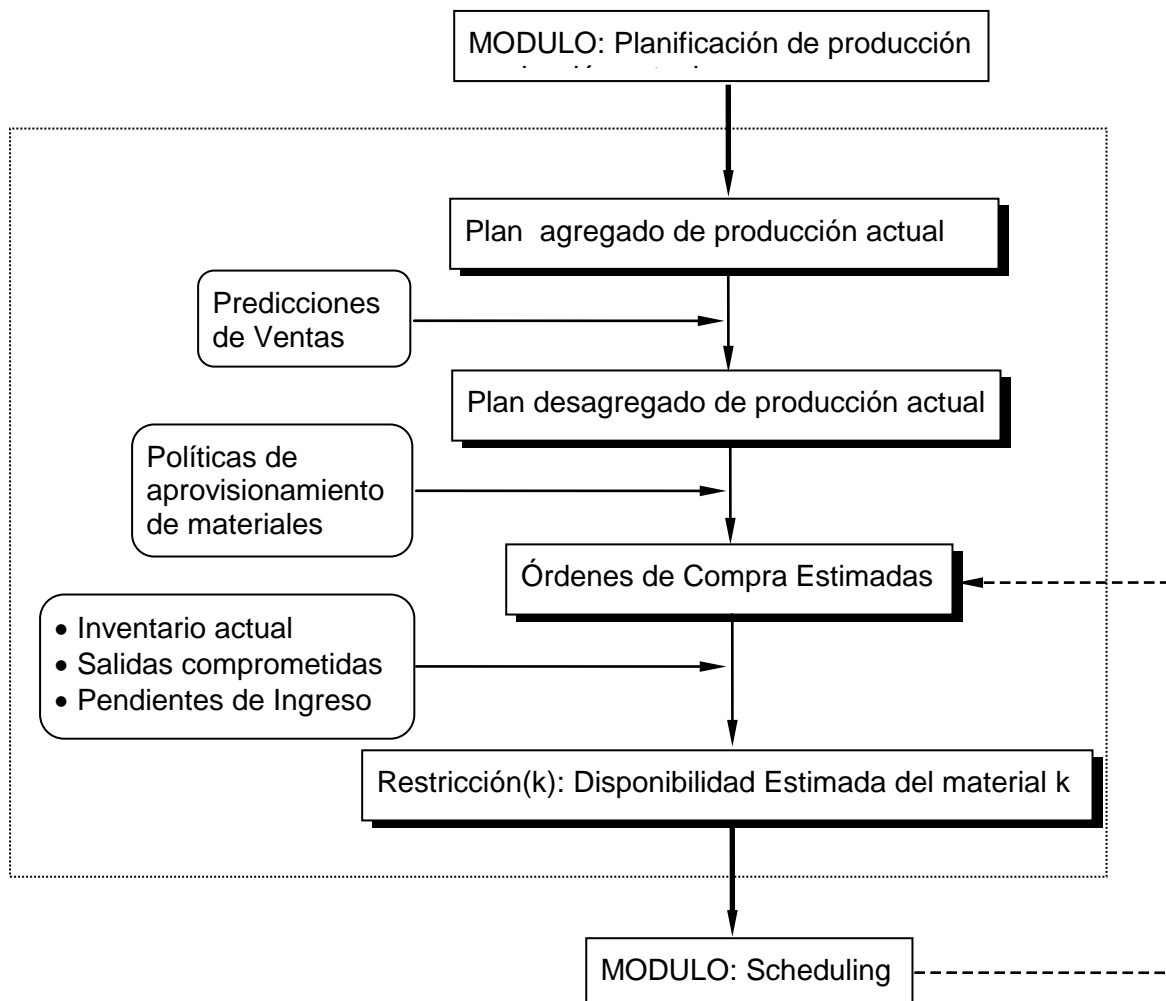 MODULO: Planificación de producción
Plan agregado de producción actual
Predicciones
de Ventas
Plan desagregado de producción actual
Políticas de
aprovisionamiento
de materiales
Órdenes de Compra Estimadas
• Inventario actual
• Salidas comprometidas
• Pendientes de Ingreso
Restricción(k): Disponibilidad Estimada del material k
MODULO: Scheduling